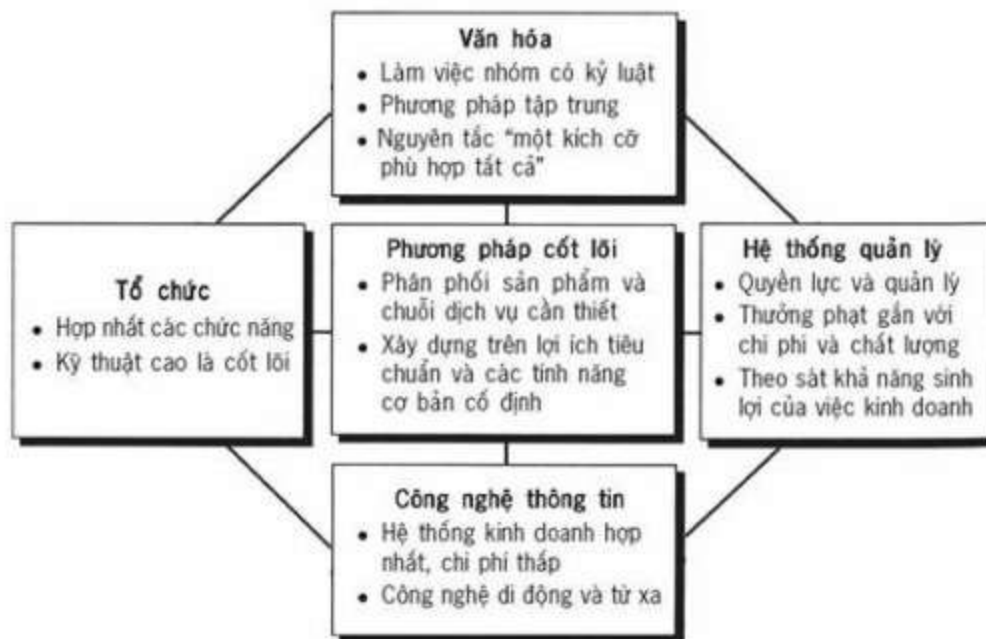 Văn hóa
• Làm việc nhóm có kỷ luật
• Phương pháp tập trung
• Nguyên tắc “một kích cỡ
phù hợp tất cả”
Tổ chức
• Hợp nhất các chức năng
• Kỹ thuật cao là cốt lõi
Phương pháp cốt lõi
• Phân phối sản phẩm và
chuỗi dịch vụ cần thiết
• Xây dựng trên lợi ích tiêu
chuẩn và các tính năng
cơ bản cố định
Hệ thống quản lý
• Quyền lực và quản lý
• Thưởng phạt gắn với
chi phí và chất lượng
• Theo sát khả năng sinh
lợi của việc kinh doanh
Công nghệ thông tin
• Hệ thống kinh doanh hợp
nhất, chi phí thấp
• Công nghệ di động và từ xa